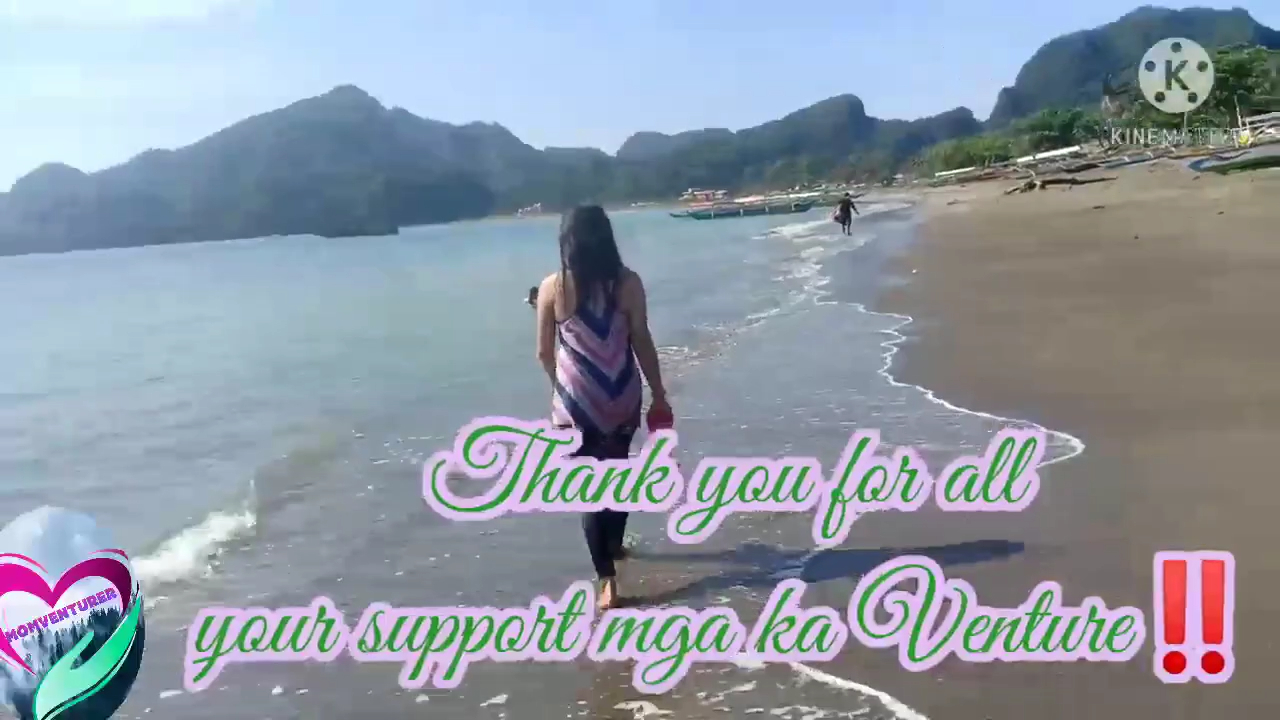 K
KINEMASTER
Thank you for all
your support mga ka Venture‼
MOMVENTURER